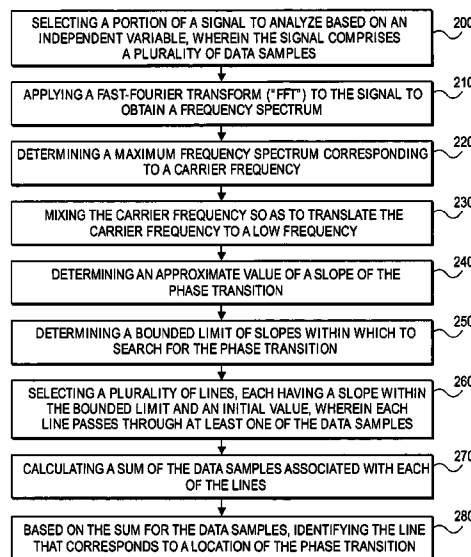 SELECTING A PORTION OF A SIGNAL TO ANALYZE BASED ON AN
INDEPENDENT VARIABLE, WHEREIN THE SIGNAL COMPRISES
A PLURALITY OF DATA SAMPLES
200
APPLYING A FAST-FOURIER TRANSFORM ("FFT") TO THE SIGNAL TO
OBTAIN A FREQUENCY SPECTRUM
210
DETERMINING A MAXIMUM FREQUENCY SPECTRUM CORRESPONDING
TO A CARRIER FREQUENCY
220
MIXING THE CARRIER FREQUENCY SO AS TO TRANSLATE THE
CARRIER FREQUENCY TO A LOW FREQUENCY
230
DETERMINING AN APPROXIMATE VALUE OF A SLOPE OF THE
PHASE TRANSITION
240
DETERMINING A BOUNDED LIMIT OF SLOPES WITHIN WHICH TO
SEARCH FOR THE PHASE TRANSITION
250
SELECTING A PLURALITY OF LINES, EACH HAVING A SLOPE WITHIN
THE BOUNDED LIMIT AND AN INITIAL VALUE, WHEREIN EACH
LINE PASSES THROUGH AT LEAST ONE OF THE DATA SAMPLES
260
CALCULATING A SUM OF THE DATA SAMPLES ASSOCIATED WITH EACH
OF THE LINES
270
BASED ON THE SUM FOR THE DATA SAMPLES, IDENTIFYING THE LINE
THAT CORRESPONDS TO A LOCATION OF THE PHASE TRANSITION
280